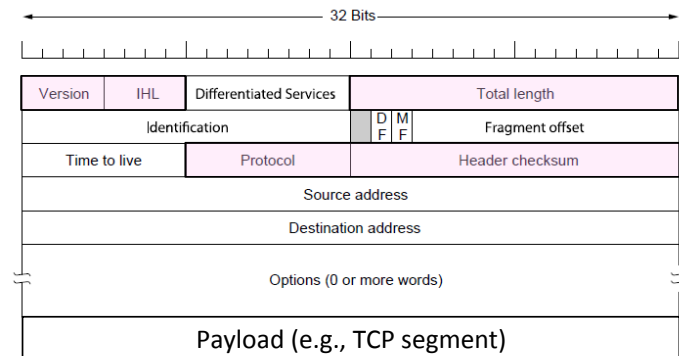 32 Bits
Version IHL Differentiated Services Total length
Identification D F M F Fragment offset
Time to live Protocol Header checksum
Source address
Destination address
Options (0 or more words)
Payload (e.g., TCP segment)